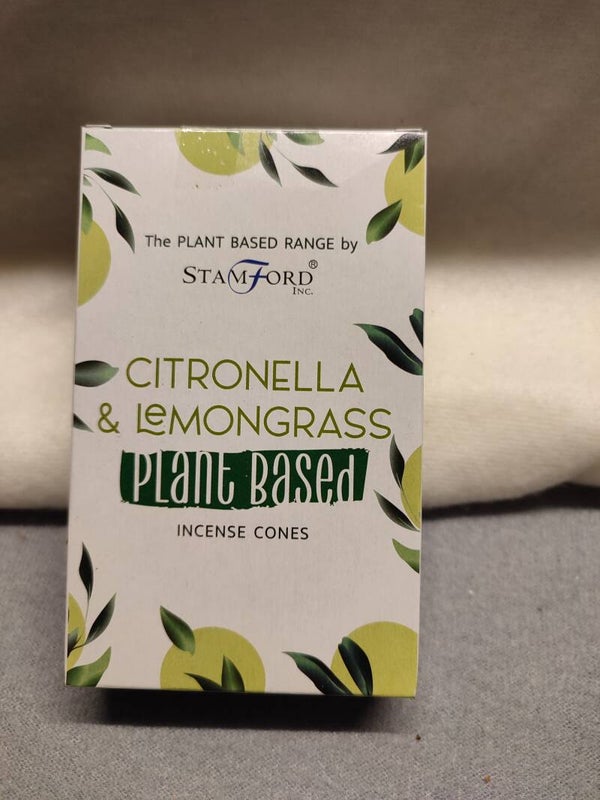 The PLANT BASED RANGE by
STAMFORD®
INC.
CITRONELLA
& LeMONGRASS
PLant BaSed
INCENSE CONES